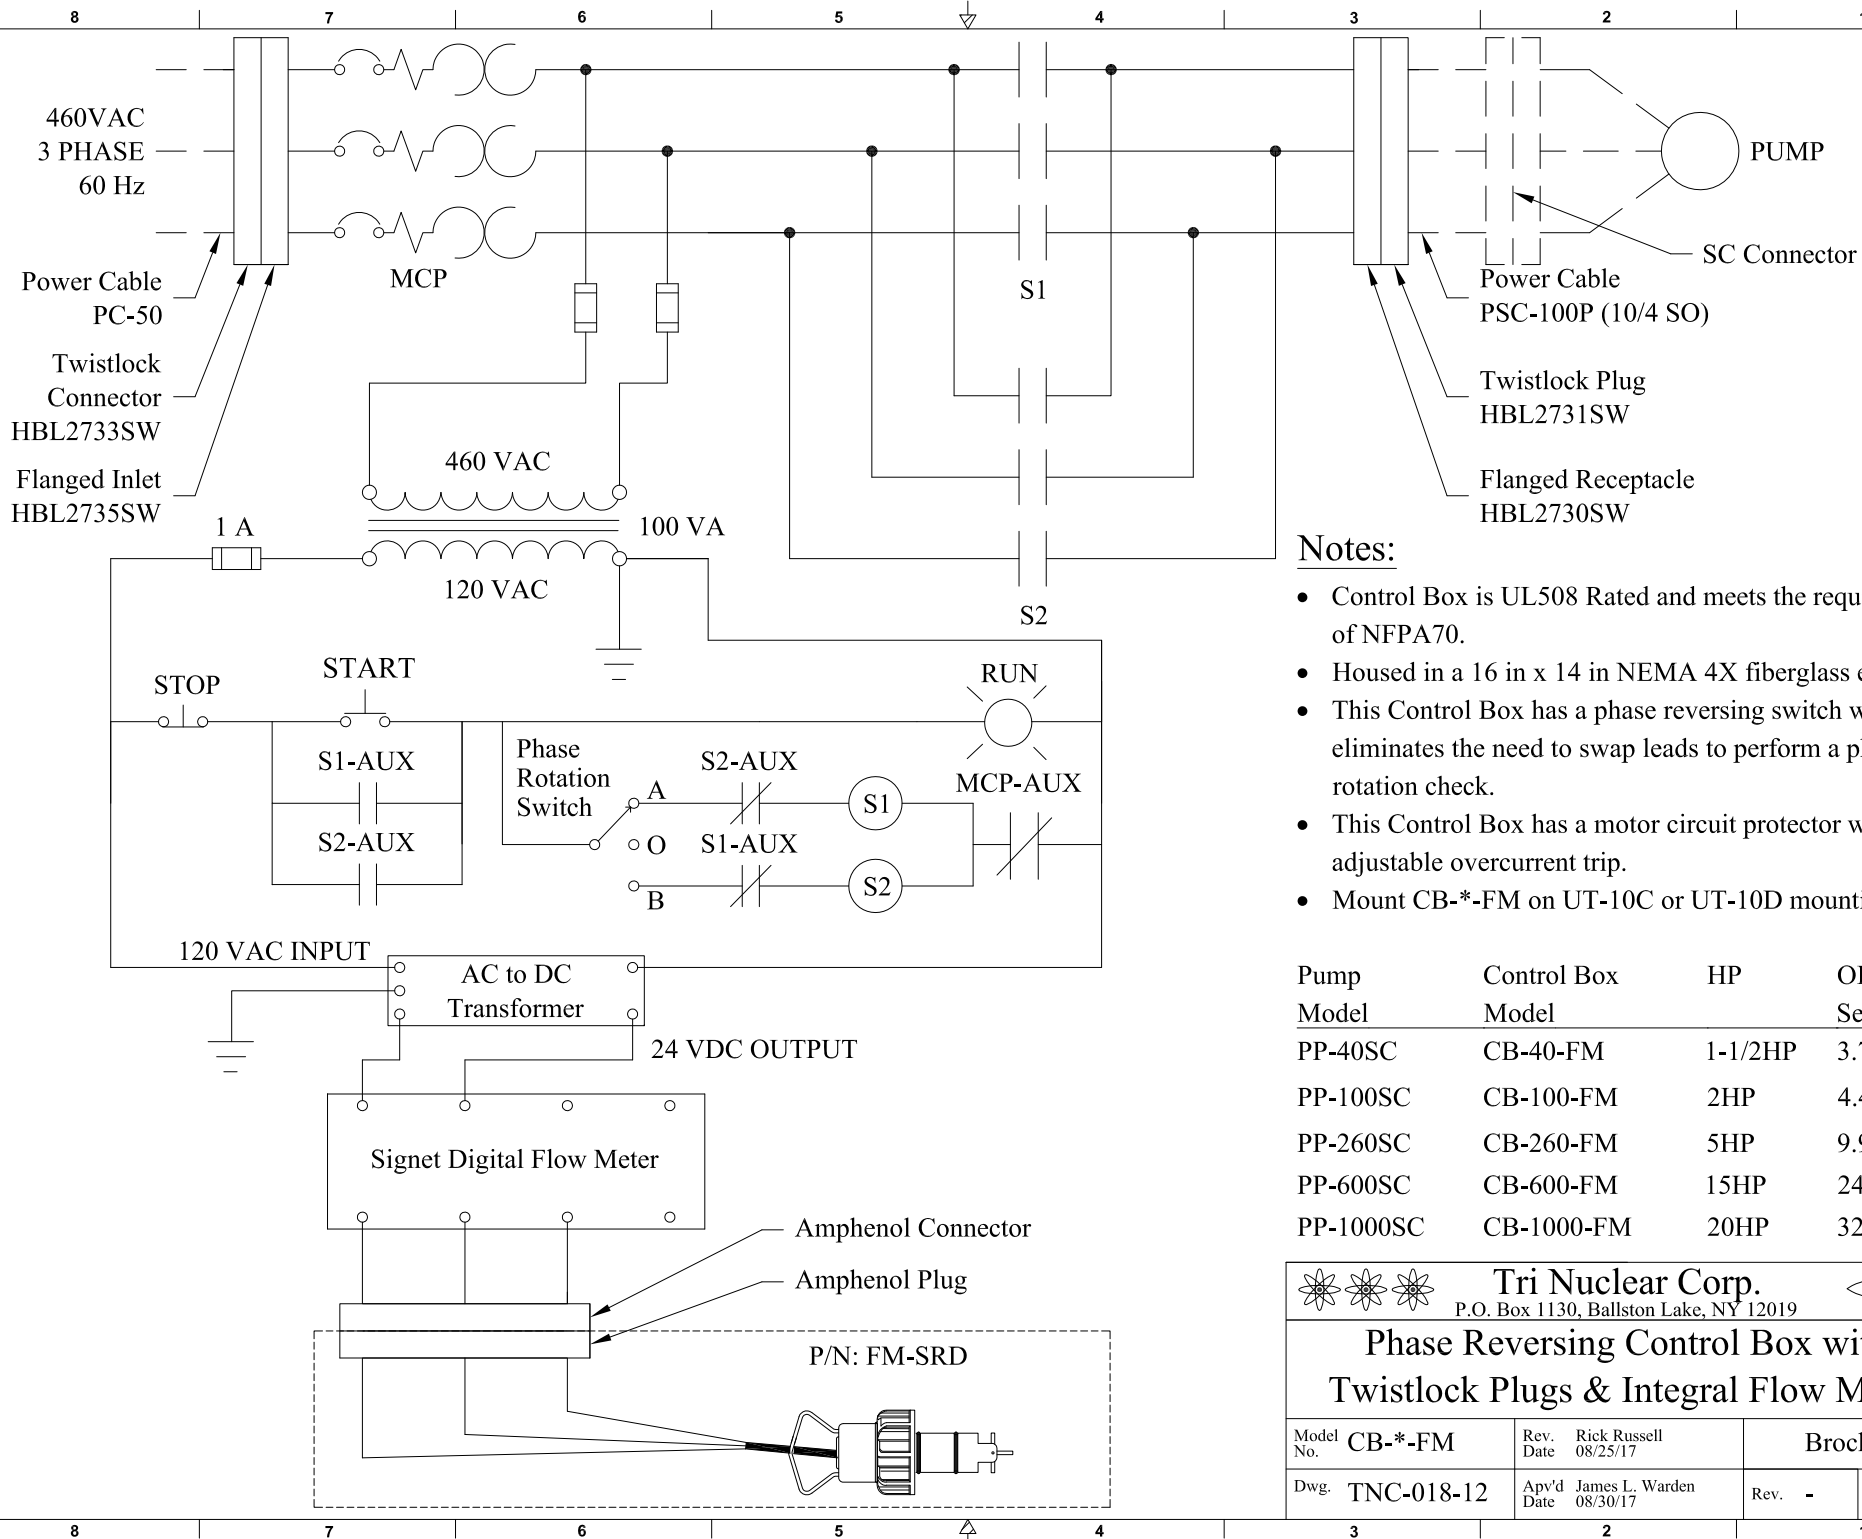 8 7 6 5 4 3 2
460VAC
3 PHASE
60 Hz
PUMP
MCP
SC Connector
Power Cable
PC-50
S1
Power Cable
PSC-100P (10/4 SO)
Twistlock
Connector
HBL2733SW
Twistlock Plug
HBL2731SW
Flanged Inlet
HBL2735SW
460 VAC
Flanged Receptacle
HBL2730SW
1 A
100 VA
120 VAC
S2
Notes:
• Control Box is UL508 Rated and meets the
of NFPA70.
• Housed in a 16 in x 14 in NEMA 4X fiberglass
• This Control Box has a phase reversing switch
eliminates the need to swap leads to perform a
rotation check.
• This Control Box has a motor circuit protector
adjustable overcurrent trip.
• Mount CB-*-FM on UT-10C or UT-10D
STOP
START
RUN
S1-AUX
S2-AUX
Phase
Rotation
Switch
A
O
B
S2-AUX
S1
S1-AUX
S2
MCP-AUX
120 VAC INPUT
AC to DC
Transformer
24 VDC OUTPUT
Signet Digital Flow Meter
Amphenol Connector
Amphenol Plug
P/N: FM-SRD
Pump Control Box HP
Model Model
PP-40SC CB-40-FM 1-1/2HP
PP-100SC CB-100-FM 2HP
PP-260SC CB-260-FM 5HP
PP-600SC CB-600-FM 15HP
PP-1000SC CB-1000-FM 20HP
Tri Nuclear Corp.
P.O. Box 1130, Ballston Lake, NY 12019
Phase Reversing Control Box
Twistlock Plugs & Integral Flow
Model No. CB-*-FM Rev. Date Rick Russell 08/25/17
Dwg. TNC-018-12 Apv'd Date James L. Warden 08/30/17 Rev. -
8 7 6 5 4 3 2